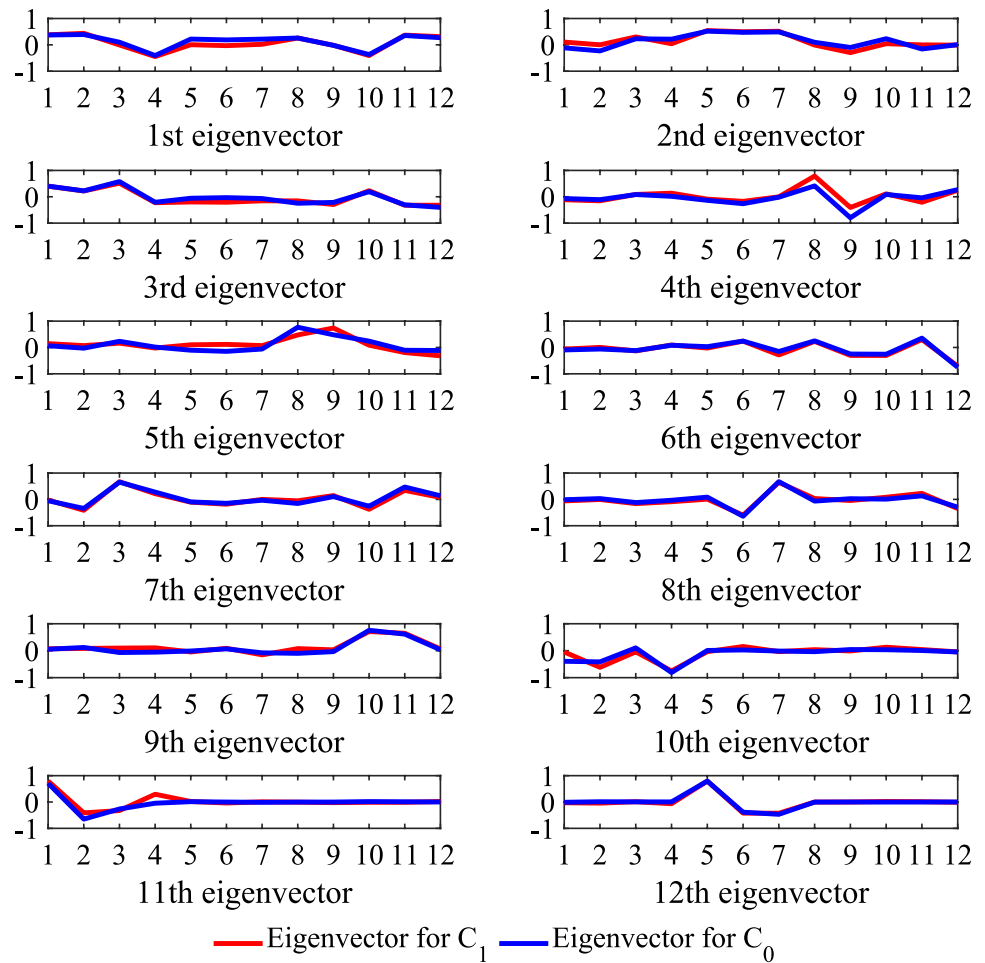 1
0
-1
1 2 3 4 5 6 7 8 9 10 11 12
1st eigenvector
1
0
-1
1 2 3 4 5 6 7 8 9 10 11 12
2nd eigenvector
1
0
-1
1 2 3 4 5 6 7 8 9 10 11 12
3rd eigenvector
1
0
-1
1 2 3 4 5 6 7 8 9 10 11 12
4th eigenvector
1
0
-1
1 2 3 4 5 6 7 8 9 10 11 12
5th eigenvector
1
0
-1
1 2 3 4 5 6 7 8 9 10 11 12
6th eigenvector
1
0
-1
1 2 3 4 5 6 7 8 9 10 11 12
7th eigenvector
1
0
-1
1 2 3 4 5 6 7 8 9 10 11 12
8th eigenvector
1
0
-1
1 2 3 4 5 6 7 8 9 10 11 12
9th eigenvector
1
0
-1
1 2 3 4 5 6 7 8 9 10 11 12
10th eigenvector
1
0
-1
1 2 3 4 5 6 7 8 9 10 11 12
11th eigenvector
1
0
-1
1 2 3 4 5 6 7 8 9 10 11 12
12th eigenvector
Eigenvector for C₁ Eigenvector for C₀